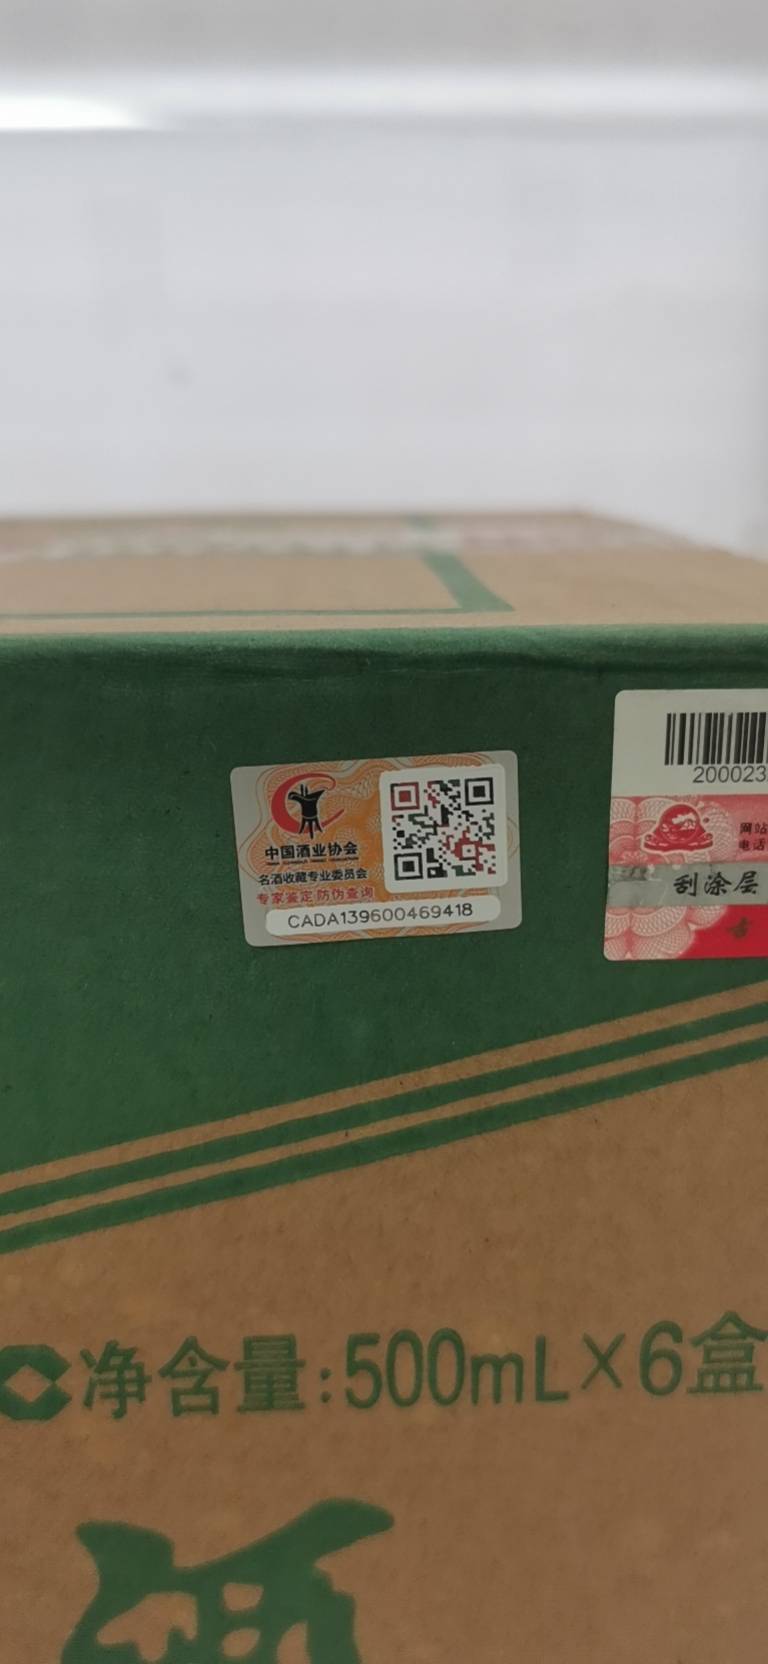 中国酒业协会
名酒收藏专业委员会
专家鉴定 防伪查询
CADA139600469418
200023
网站
电话
刮涂层
净含量:500mL×6盒
酒